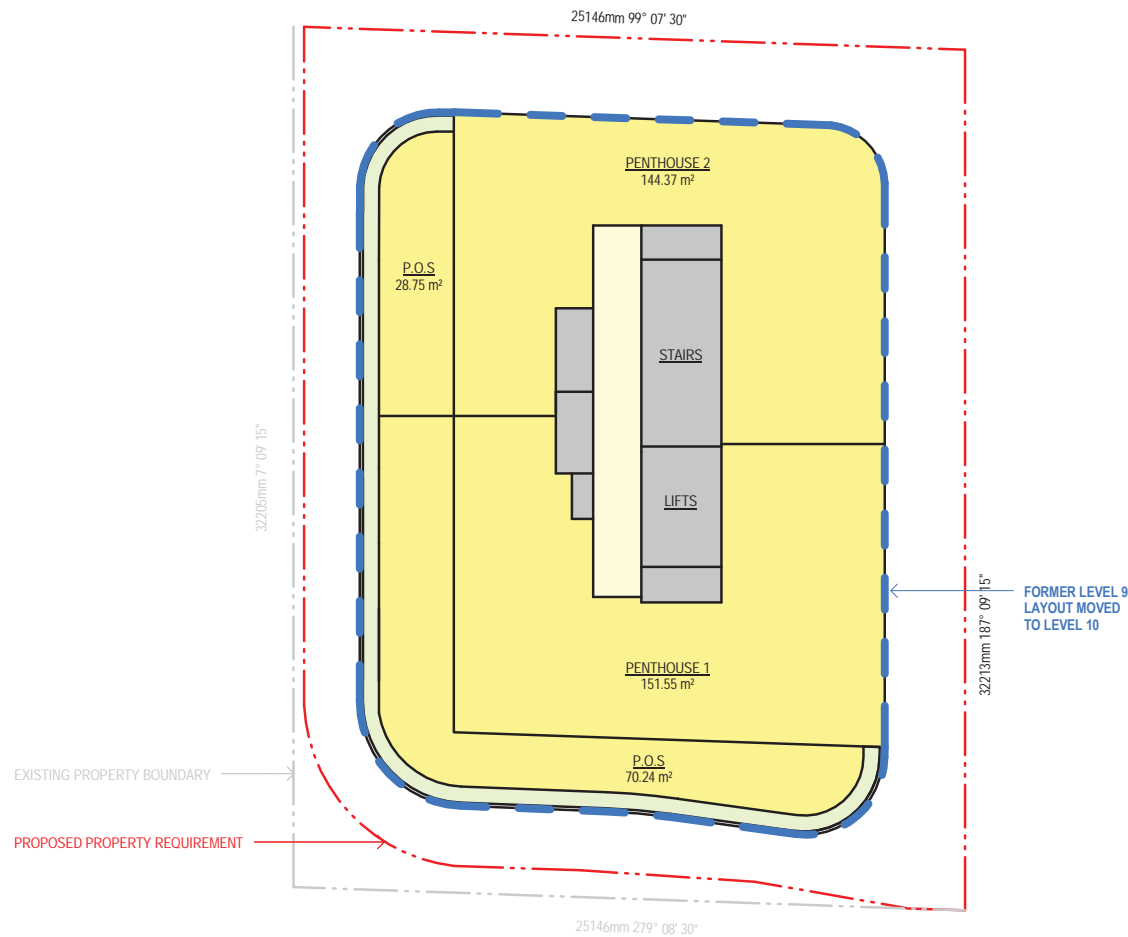 25146mm 99° 07' 30"
PENTHOUSE 2
144.37 m²
P.O.S
28.75 m²
STAIRS
32205mm 7° 09' 15"
LIFTS
32213mm 187° 09' 15"
FORMER LEVEL 9
LAYOUT MOVED
TO LEVEL 10
PENTHOUSE 1
151.55 m²
P.O.S
70.24 m²
EXISTING PROPERTY BOUNDARY
PROPOSED PROPERTY REQUIREMENT
25146mm 279° 08' 30"